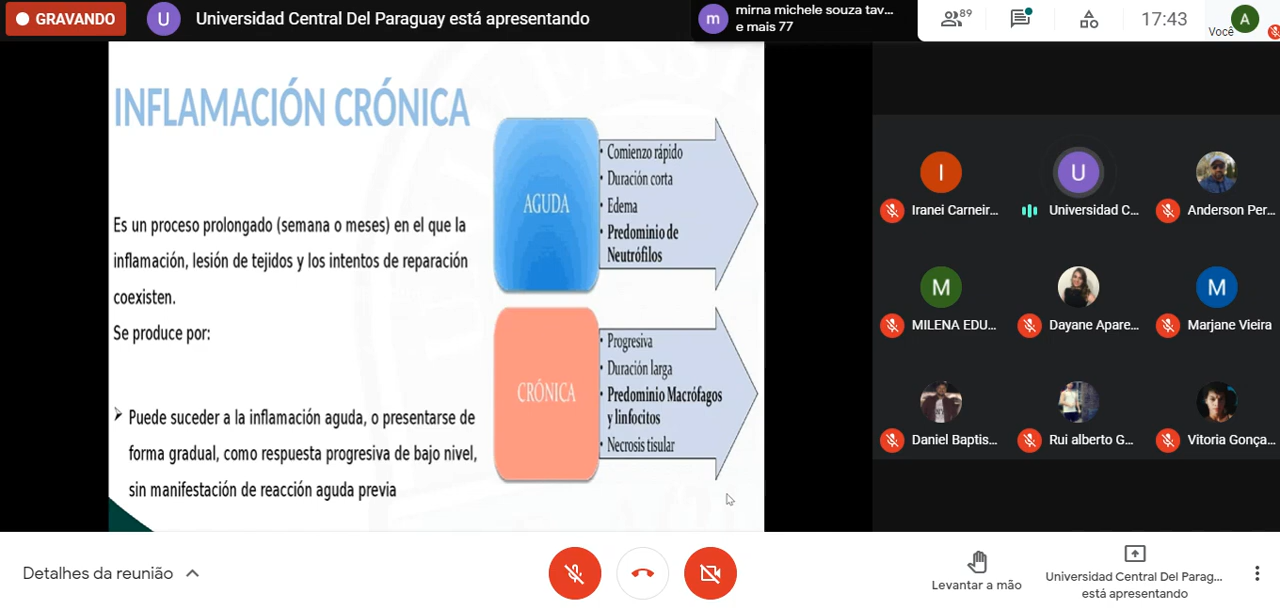 GRAVANDO
U
Universidad Central Del Paraguay está apresentando
m
mirna michele souza tav...
e mais 77
89
17:43
Você
A
INFLAMACIÓN CRÓNICA
Es un proceso prolongado (semana o meses) en el que la
inflamación, lesión de tejidos y los intentos de reparación
coexisten.
Se produce por:
Puede suceder a la inflamación aguda, o presentarse de
forma gradual, como respuesta progresiva de bajo nivel,
sin manifestación de reacción aguda previa
AGUDA
• Comienzo rápido
• Duración corta
• Edema
• Predominio de
Neutrófilos
CRÓNICA
• Progresiva
• Duración larga
• Predominio Macrófagos
y linfocitos
• Necrosis tisular
I
U
Iranei Carneir...
Universidad C...
Anderson Per...
M
M
MILENA EDU...
Dayane Apare...
Marjane Vieira
Daniel Baptis...
Rui alberto G...
Vitoria Gonça...
Detalhes da reunião
Levantar a mão
Universidad Central Del Parag...
está apresentando